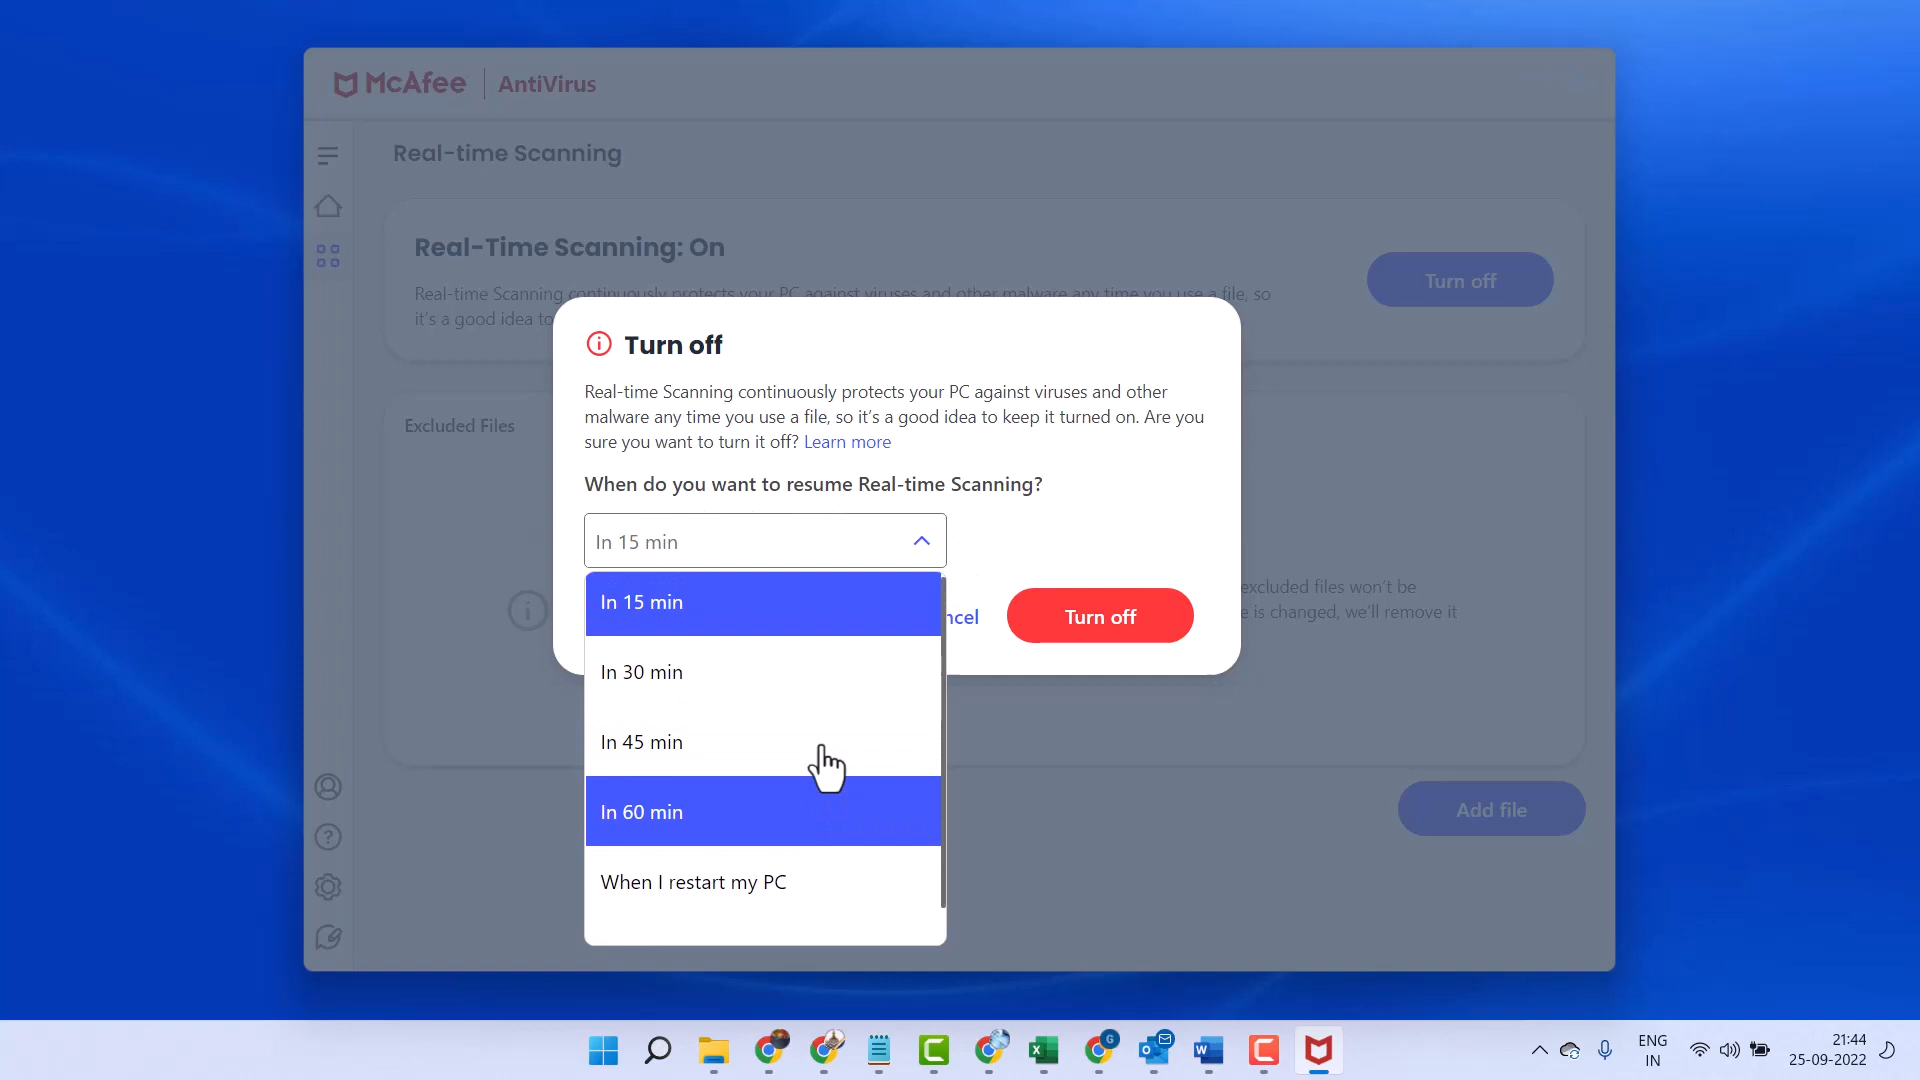 McAfee | AntiVirus
Real-time Scanning
Real-Time Scanning: On
Turn off
Real-time Scanning continuously protects your PC against viruses and other malware any time you use a file, so
it's a good idea to
Turn off
Real-time Scanning continuously protects your PC against viruses and other
malware any time you use a file, so it's a good idea to keep it turned on. Are you
sure you want to turn it off? Learn more
Excluded Files
When do you want to resume Real-time Scanning?
In 15 min
excluded files won't be
e is changed, we'll remove it
In 15 min
ncel
Turn off
In 30 min
In 45 min
In 60 min
When I restart my PC
Add file
ENG
IN
21:44
25-09-2022